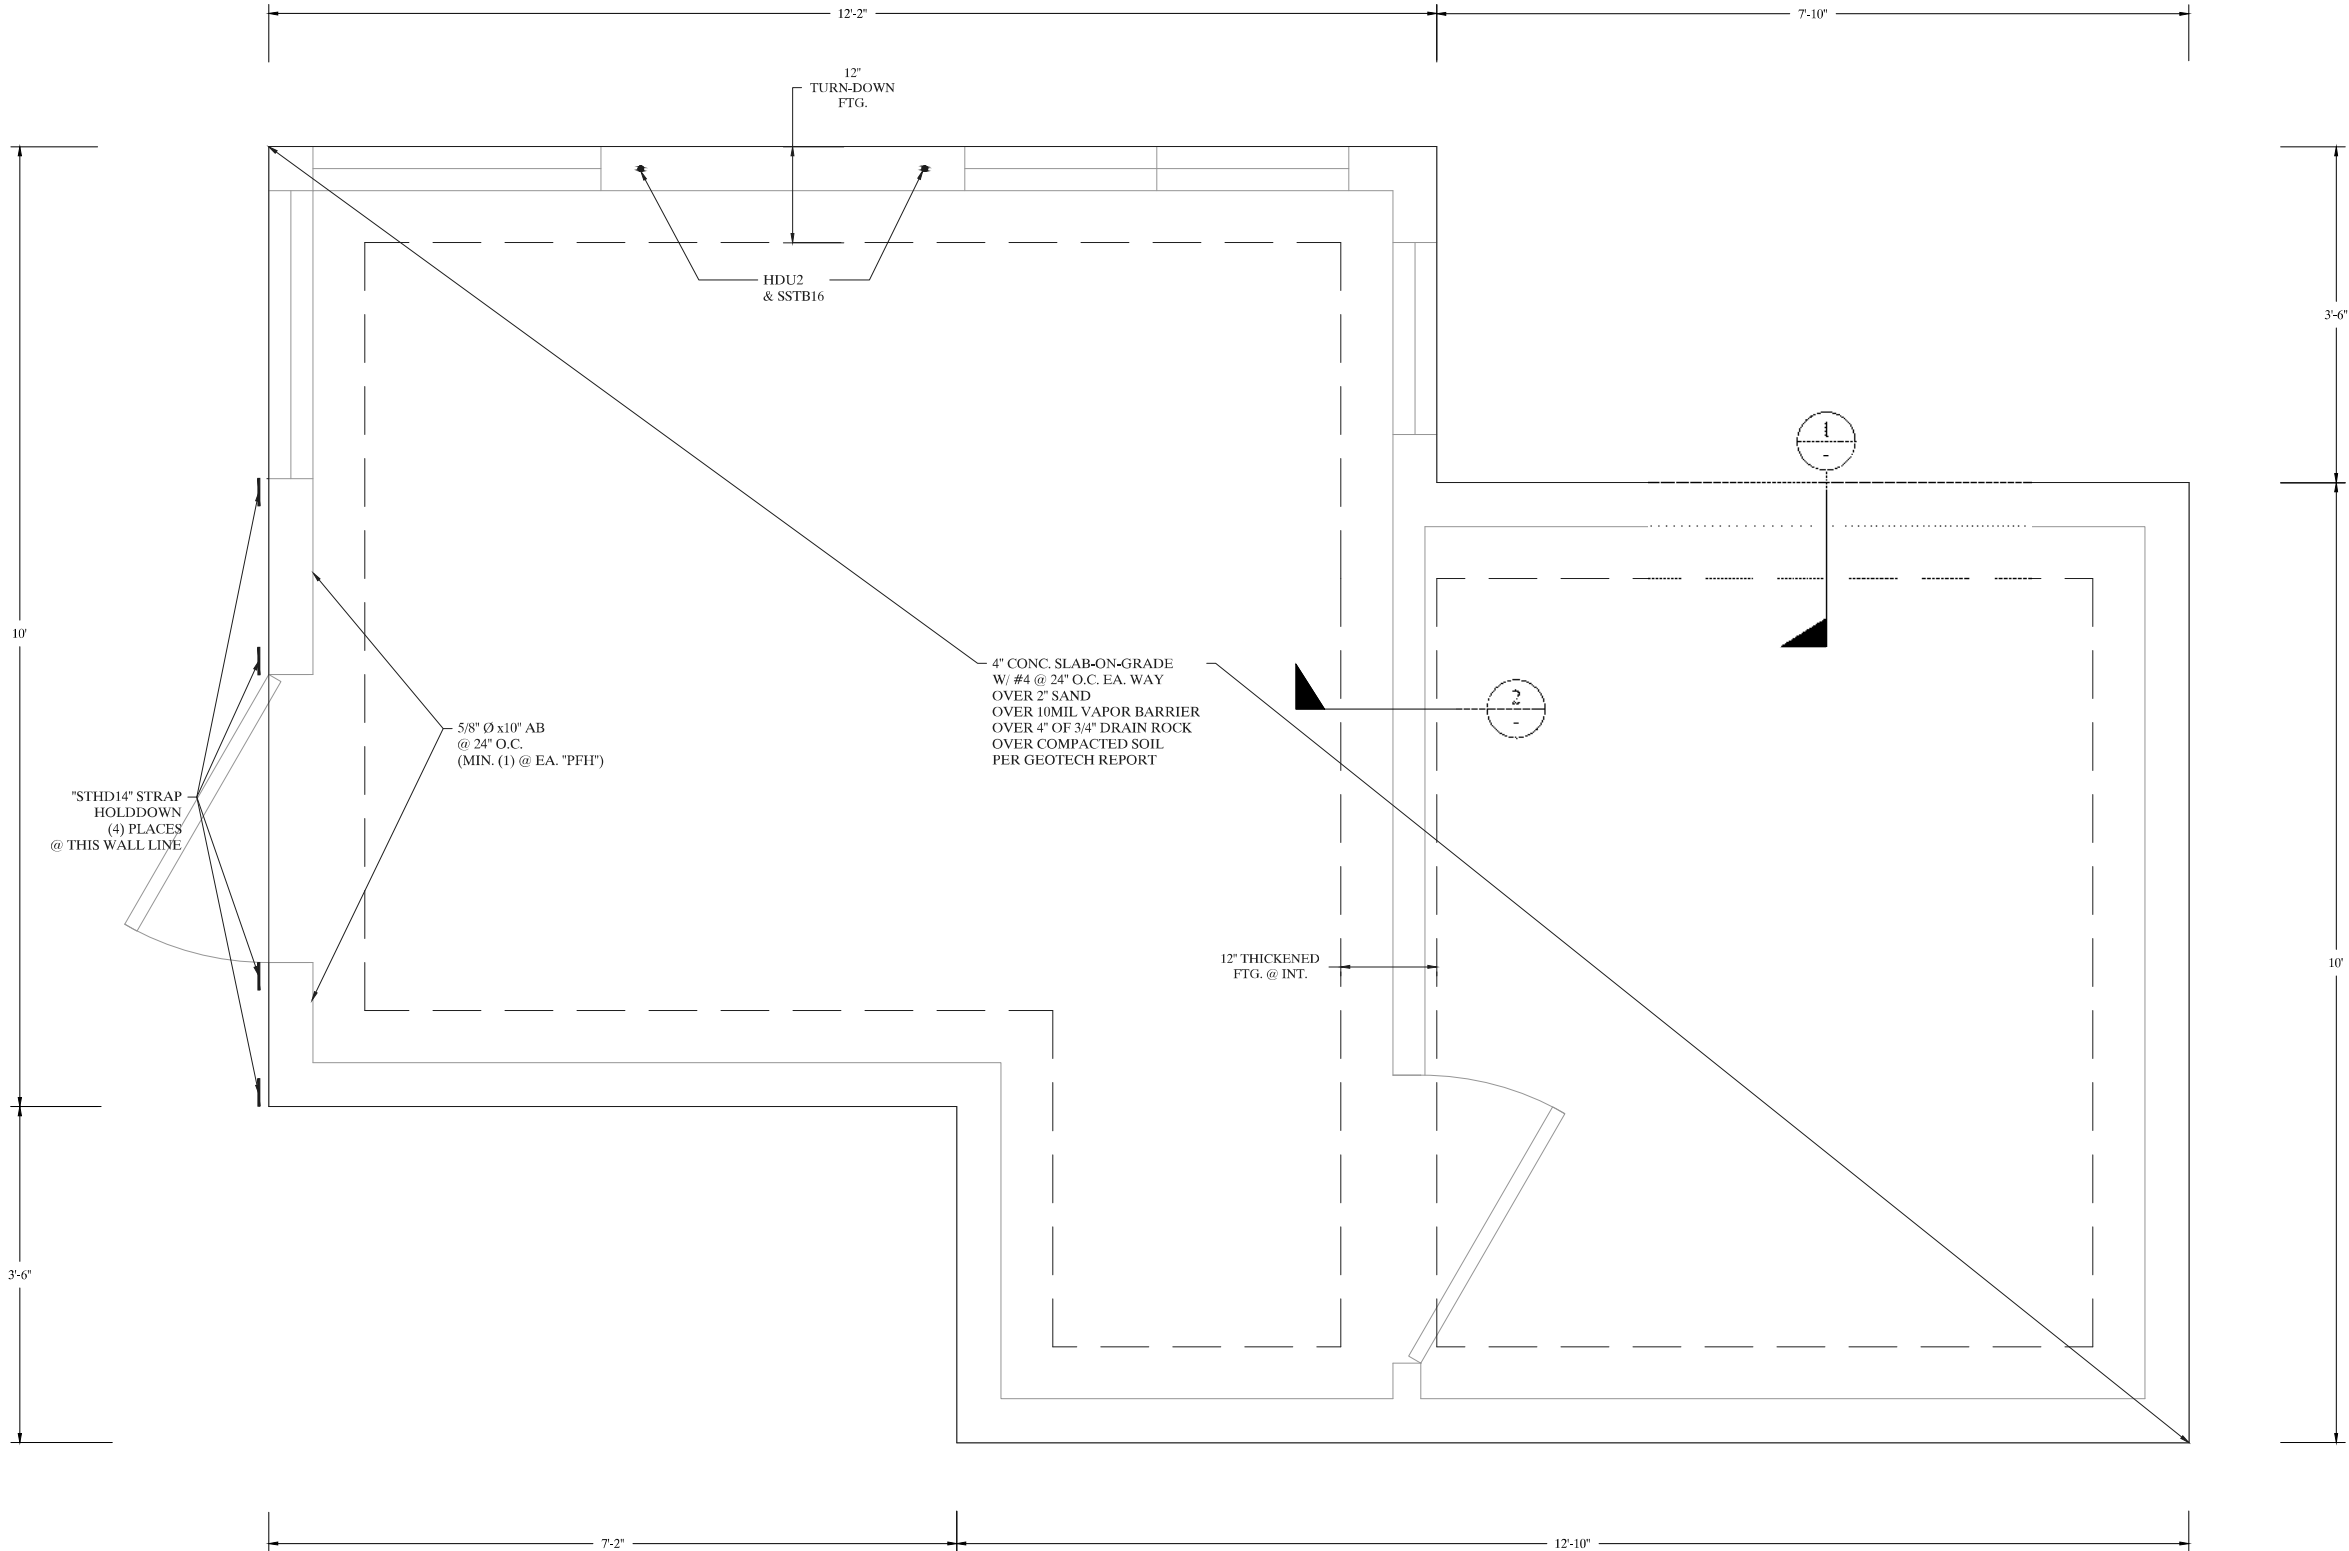 12'-2"
7'-10"
12"
TURN-DOWN
FTG.
HDU2
& SSTB16
3'-6"
1
-
10'
4" CONC. SLAB-ON-GRADE
W/ #4 @ 24" O.C. EA. WAY
OVER 2" SAND
OVER 10MIL VAPOR BARRIER
OVER 4" OF 3/4" DRAIN ROCK
OVER COMPACTED SOIL
PER GEOTECH REPORT
2
-
5/8" Ø x10" AB
@ 24" O.C.
(MIN. (1) @ EA. "PFH")
"STHD14" STRAP
HOLDDOWN
(4) PLACES
@ THIS WALL LINE
12" THICKENED
FTG. @ INT.
10'
3'-6"
7'-2"
12'-10"